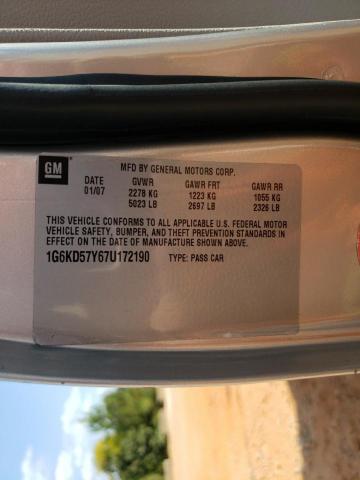 GM
MFD BY GENERAL MOTORS CORP.
DATE GVWR GAWR FRT GAWR RR
01/07 2278 KG 1223 KG 1055 KG
5023 LB 2697 LB 2326 LB
THIS VEHICLE CONFORMS TO ALL APPLICABLE U.S. FEDERAL MOTOR
VEHICLE SAFETY, BUMPER, AND THEFT PREVENTION STANDARDS IN
EFFECT ON THE DATE OF MANUFACTURE SHOWN ABOVE.
1G6KD57Y67U172190 TYPE: PASS CAR